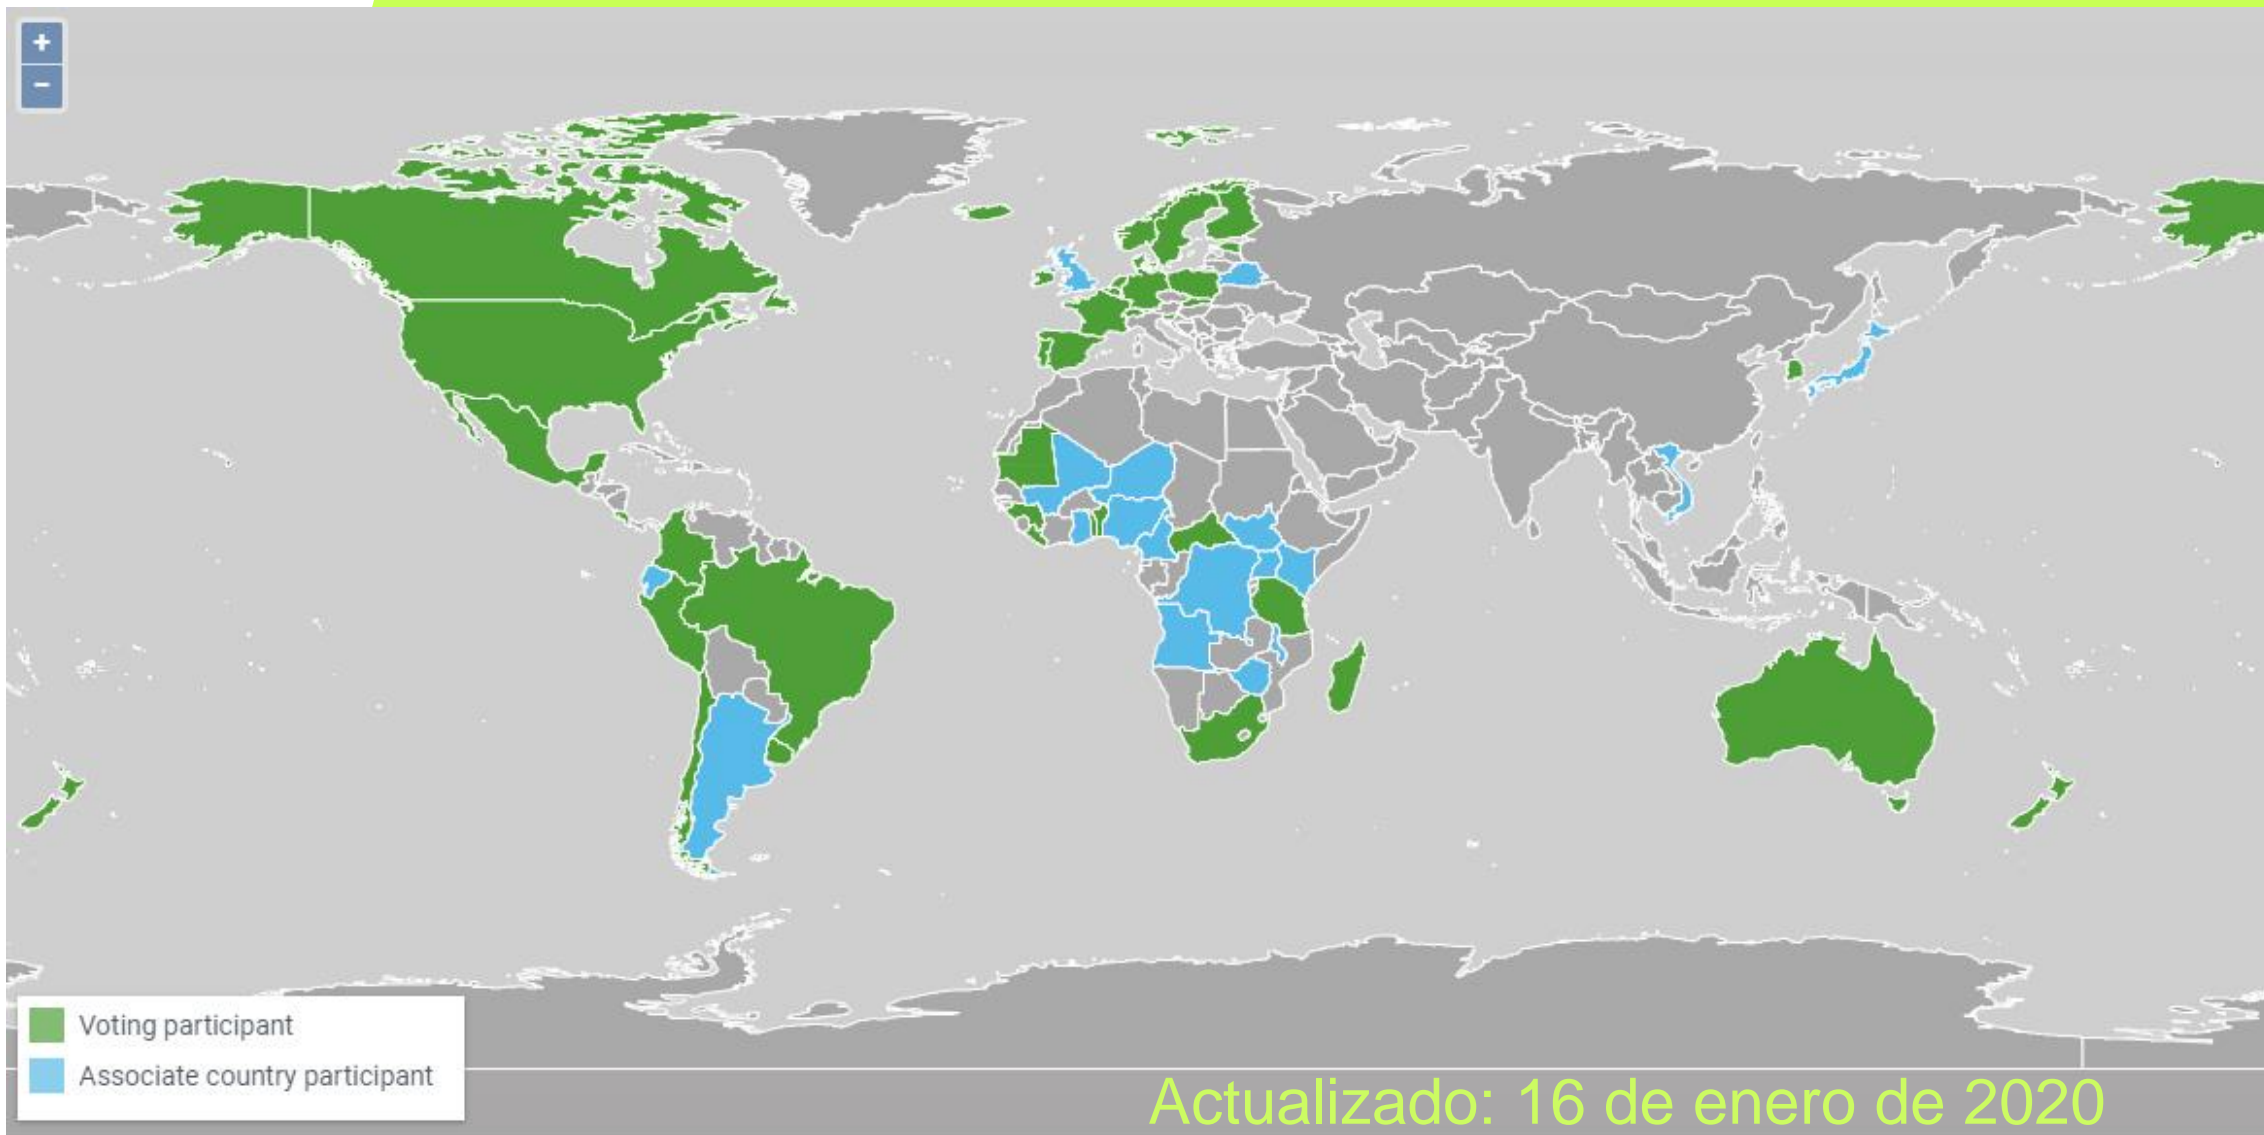 +
−
Voting participant
Associate country participant
Actualizado: 16 de enero de 2020